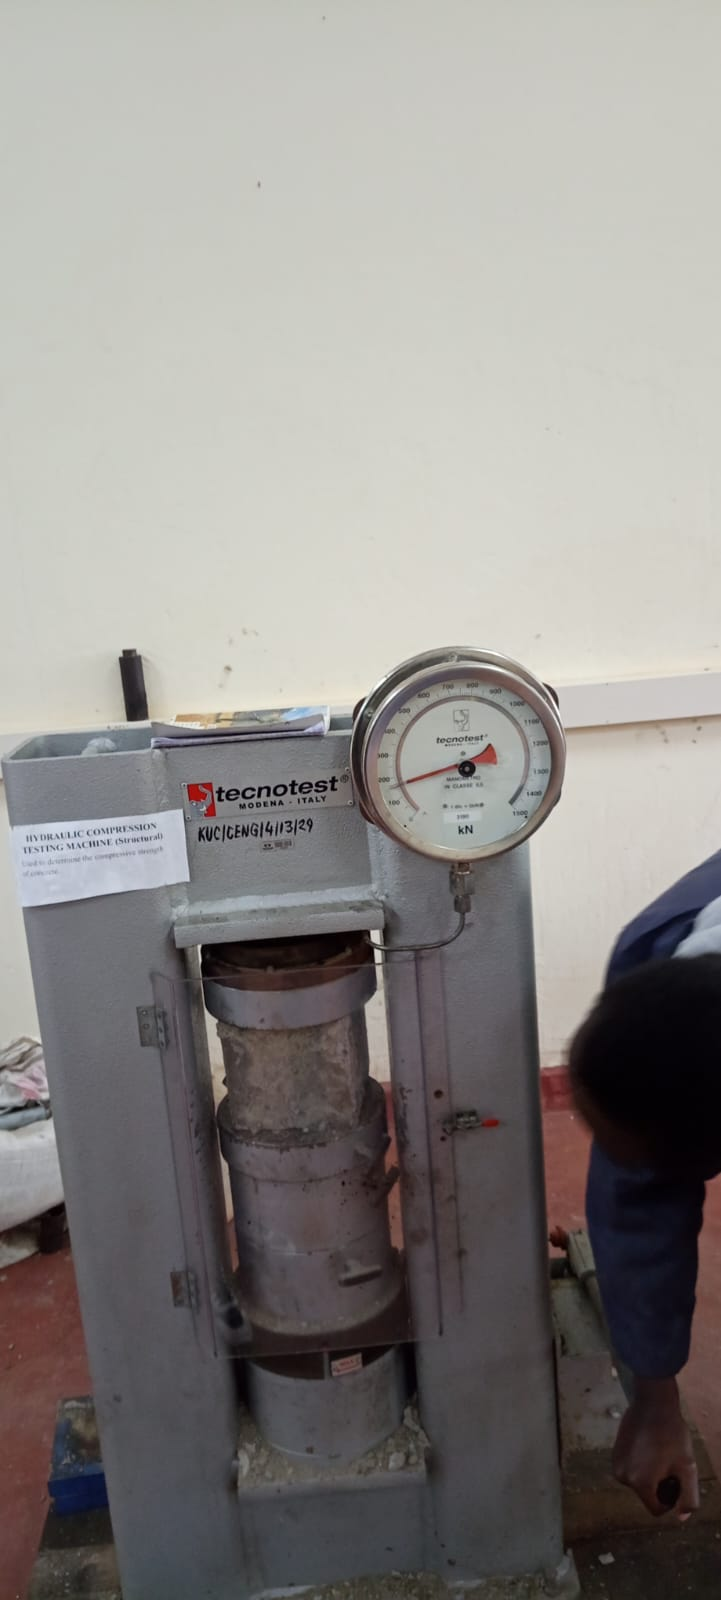 600
700
800
900
500
1000
400
1100
300
1200
200
1300
100
1400
1500
tecnotest®
MODENA - ITALY
MANOMETRO
IN CLASSE
kN
tecnotest®
MODENA - ITALY
KUC/CENG/4/13/29
HYDRAULIC COMPRESSION
TESTING MACHINE (Structural)
Used to determine the compressive strength
of concrete.